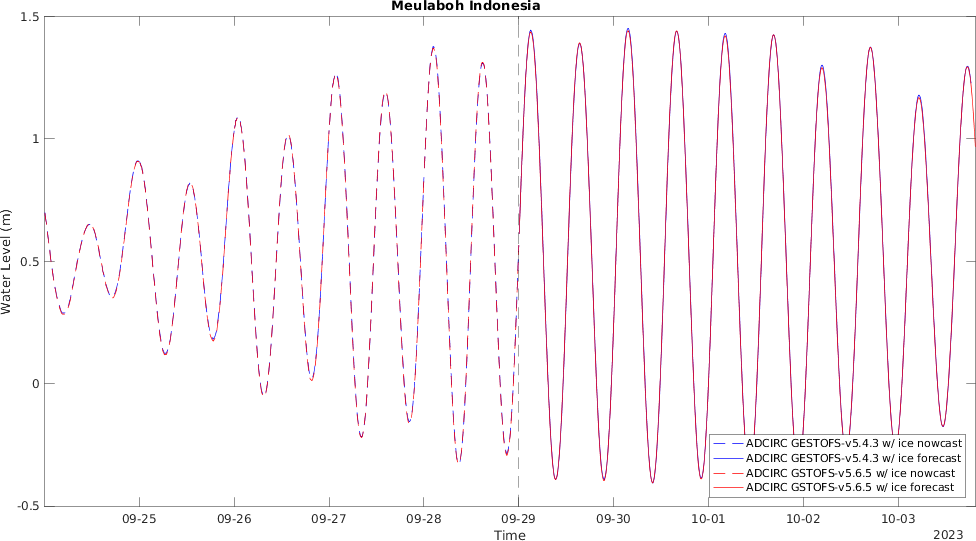 Meulaboh Indonesia
1.5
1
0.5
0
-0.5
Water Level (m)
ADCIRC GESTOFS-v5.4.3 w/ ice nowcast
ADCIRC GESTOFS-v5.4.3 w/ ice forecast
ADCIRC GSTOFS-v5.6.5 w/ ice nowcast
ADCIRC GSTOFS-v5.6.5 w/ ice forecast
09-25 09-26 09-27 09-28 09-29 09-30 10-01 10-02 10-03
Time
2023